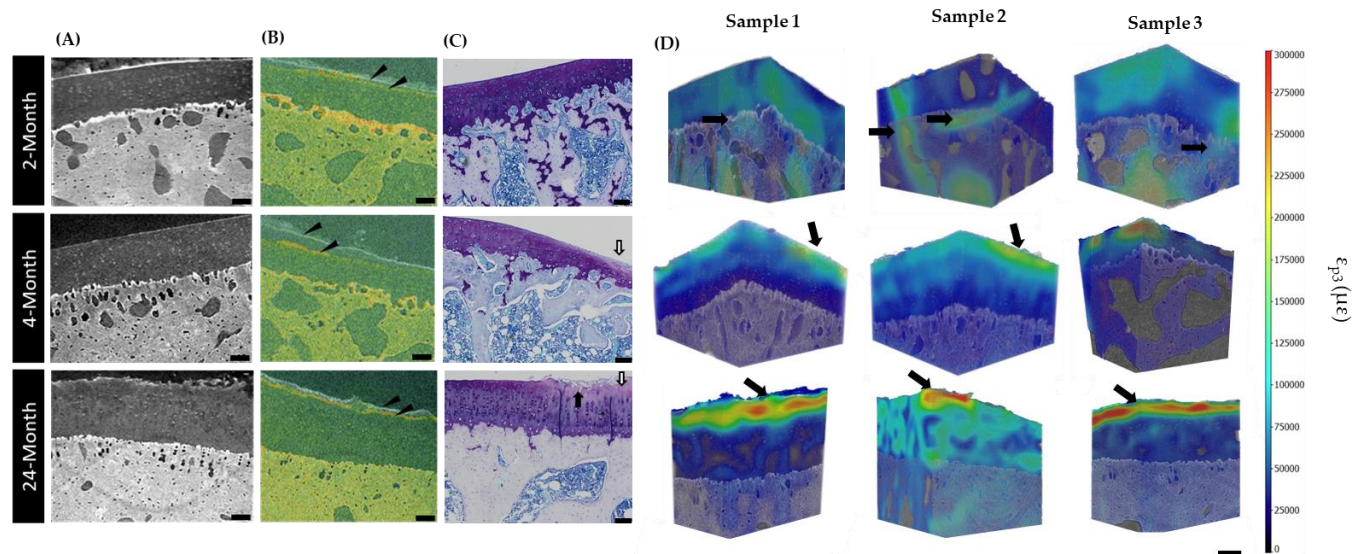 Sample 1
Sample 2
Sample 3
(A)
(B)
(C)
(D)
2-Month
4-Month
24-Month
300000
250000
225000
200000
175000
150000
125000
100000
75000
50000
25000
0
εp3 (με)